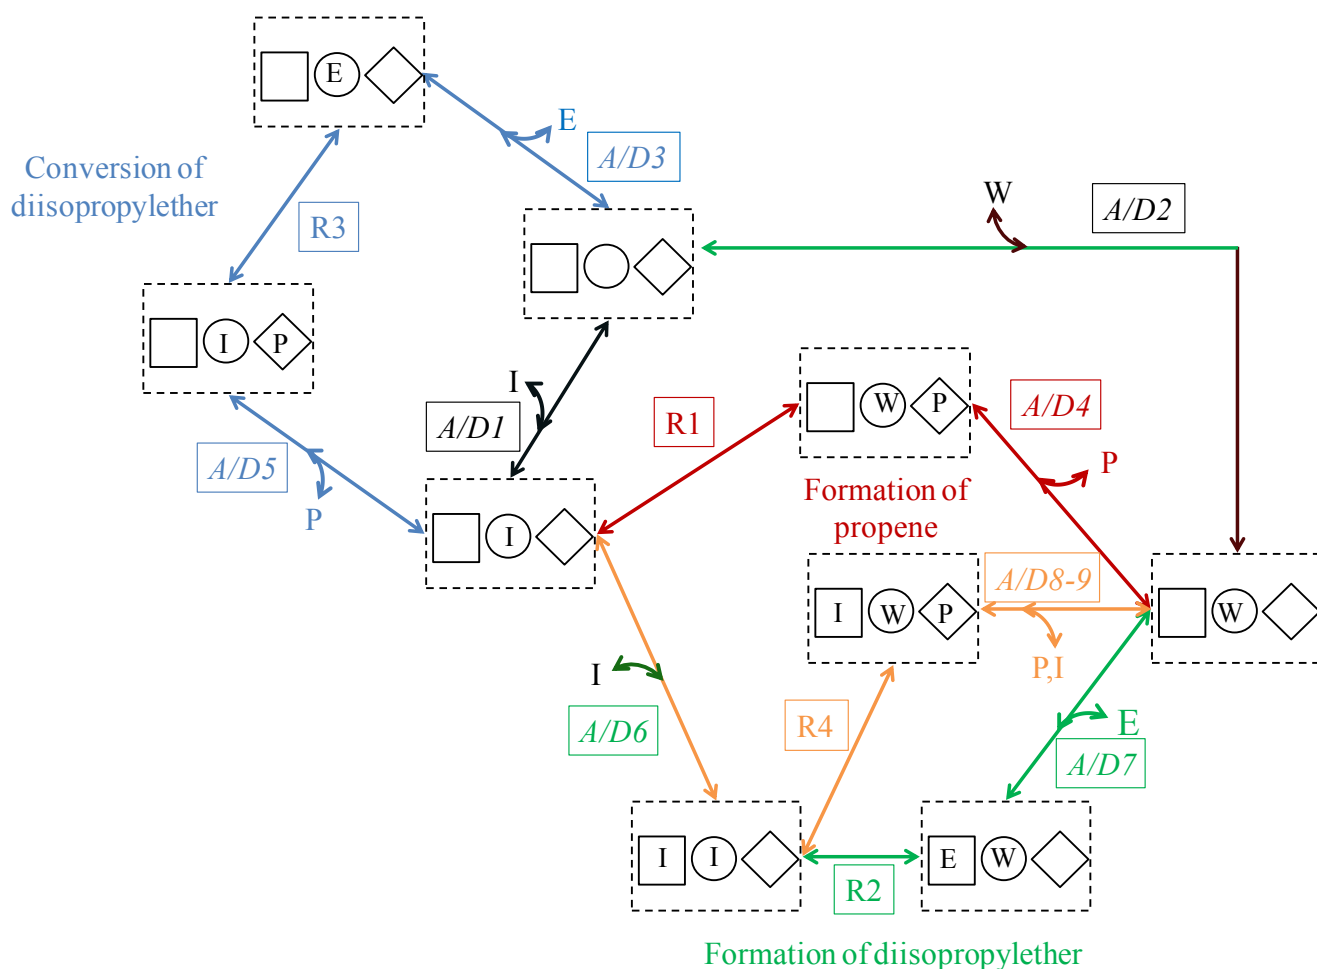 E
E
A/D3
Conversion of
diisopropylether
R3
W
A/D2
I P
I
A/D1
R1
W P
A/D4
A/D5
P
I
P
Formation of
propene
A/D8-9
I W P
W
P,I
I
A/D6
R4
E
A/D7
I I
R2
E W
Formation of diisopropylether